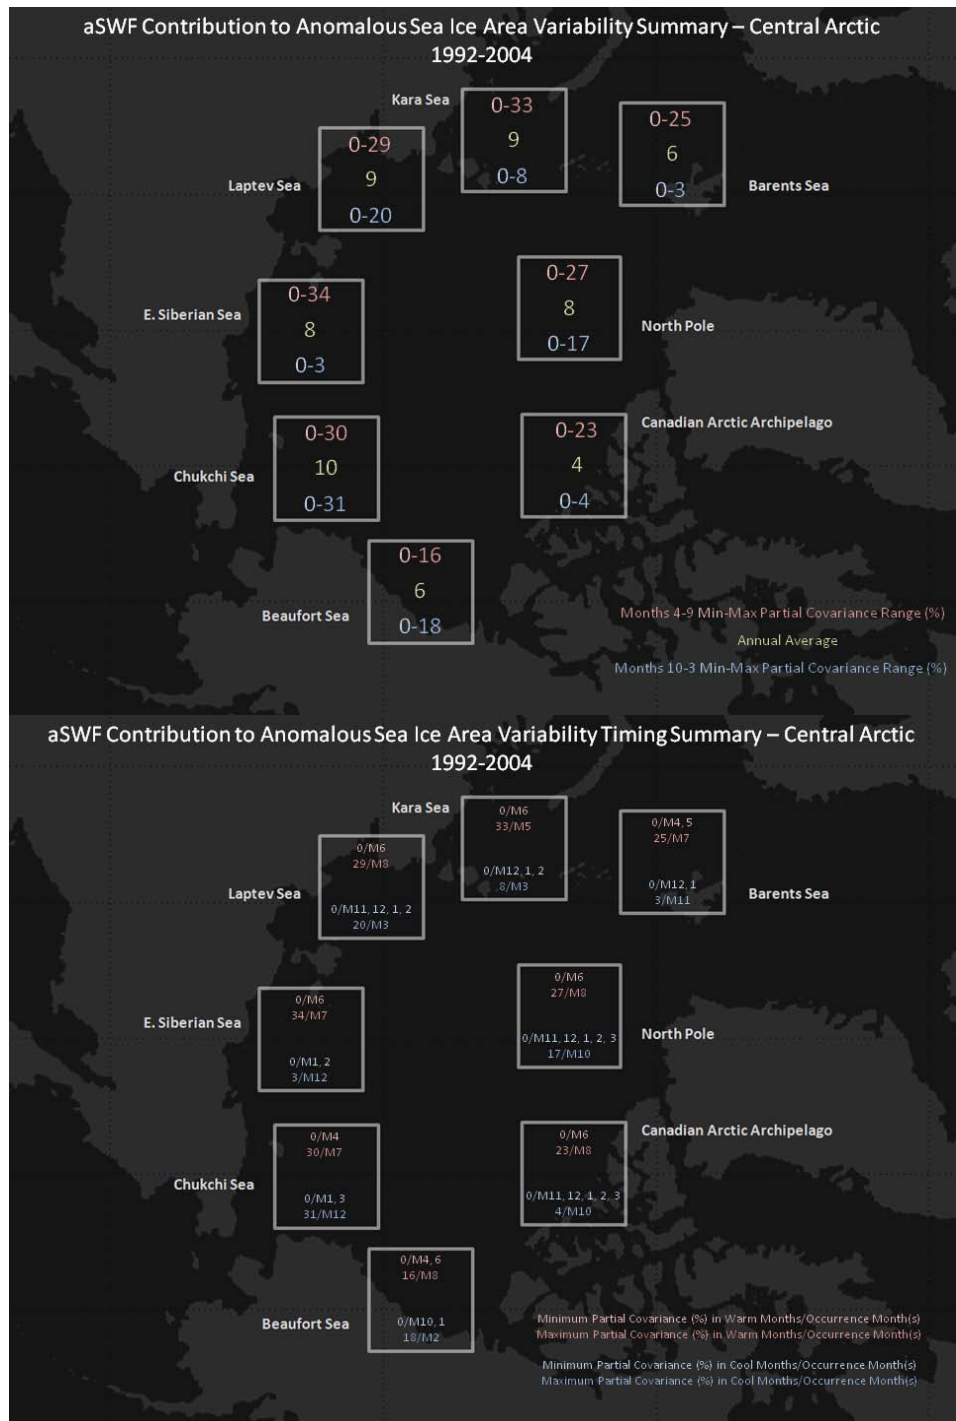 aSWF Contribution to Anomalous Sea Ice Area Variability Summary – Central Arctic
1992-2004
Kara Sea
0-33
9
0-8
0-25
6
0-3
Barents Sea
Laptev Sea
0-29
9
0-20
E. Siberian Sea
0-34
8
0-3
0-27
8
0-17
North Pole
Chukchi Sea
0-30
10
0-31
0-23
4
0-4
Canadian Arctic Archipelago
Beaufort Sea
0-16
6
0-18
Months 4-9 Min-Max Partial Covariance Range (%)
Annual Average
Months 10-3 Min-Max Partial Covariance Range (%)
aSWF Contribution to Anomalous Sea Ice Area Variability Timing Summary – Central Arctic
1992-2004
Kara Sea
0/M6
33/M5
0/M12, 1, 2
8/M3
0/M4, 5
25/M7
0/M12, 1
3/M11
Barents Sea
Laptev Sea
0/M6
29/M8
0/M11, 12, 1, 2
20/M3
E. Siberian Sea
0/M6
34/M7
0/M1, 2
3/M12
0/M6
27/M8
0/M11, 12, 1, 2, 3
17/M10
North Pole
Chukchi Sea
0/M4
30/M7
0/M1, 3
31/M12
0/M6
23/M8
0/M11, 12, 1, 2, 3
4/M10
Canadian Arctic Archipelago
Beaufort Sea
0/M4, 6
16/M8
0/M10, 1
18/M2
Minimum Partial Covariance (%) in Warm Months/Occurrence Month(s)
Maximum Partial Covariance (%) in Warm Months/Occurrence Month(s)
Minimum Partial Covariance (%) in Cool Months/Occurrence Month(s)
Maximum Partial Covariance (%) in Cool Months/Occurrence Month(s)